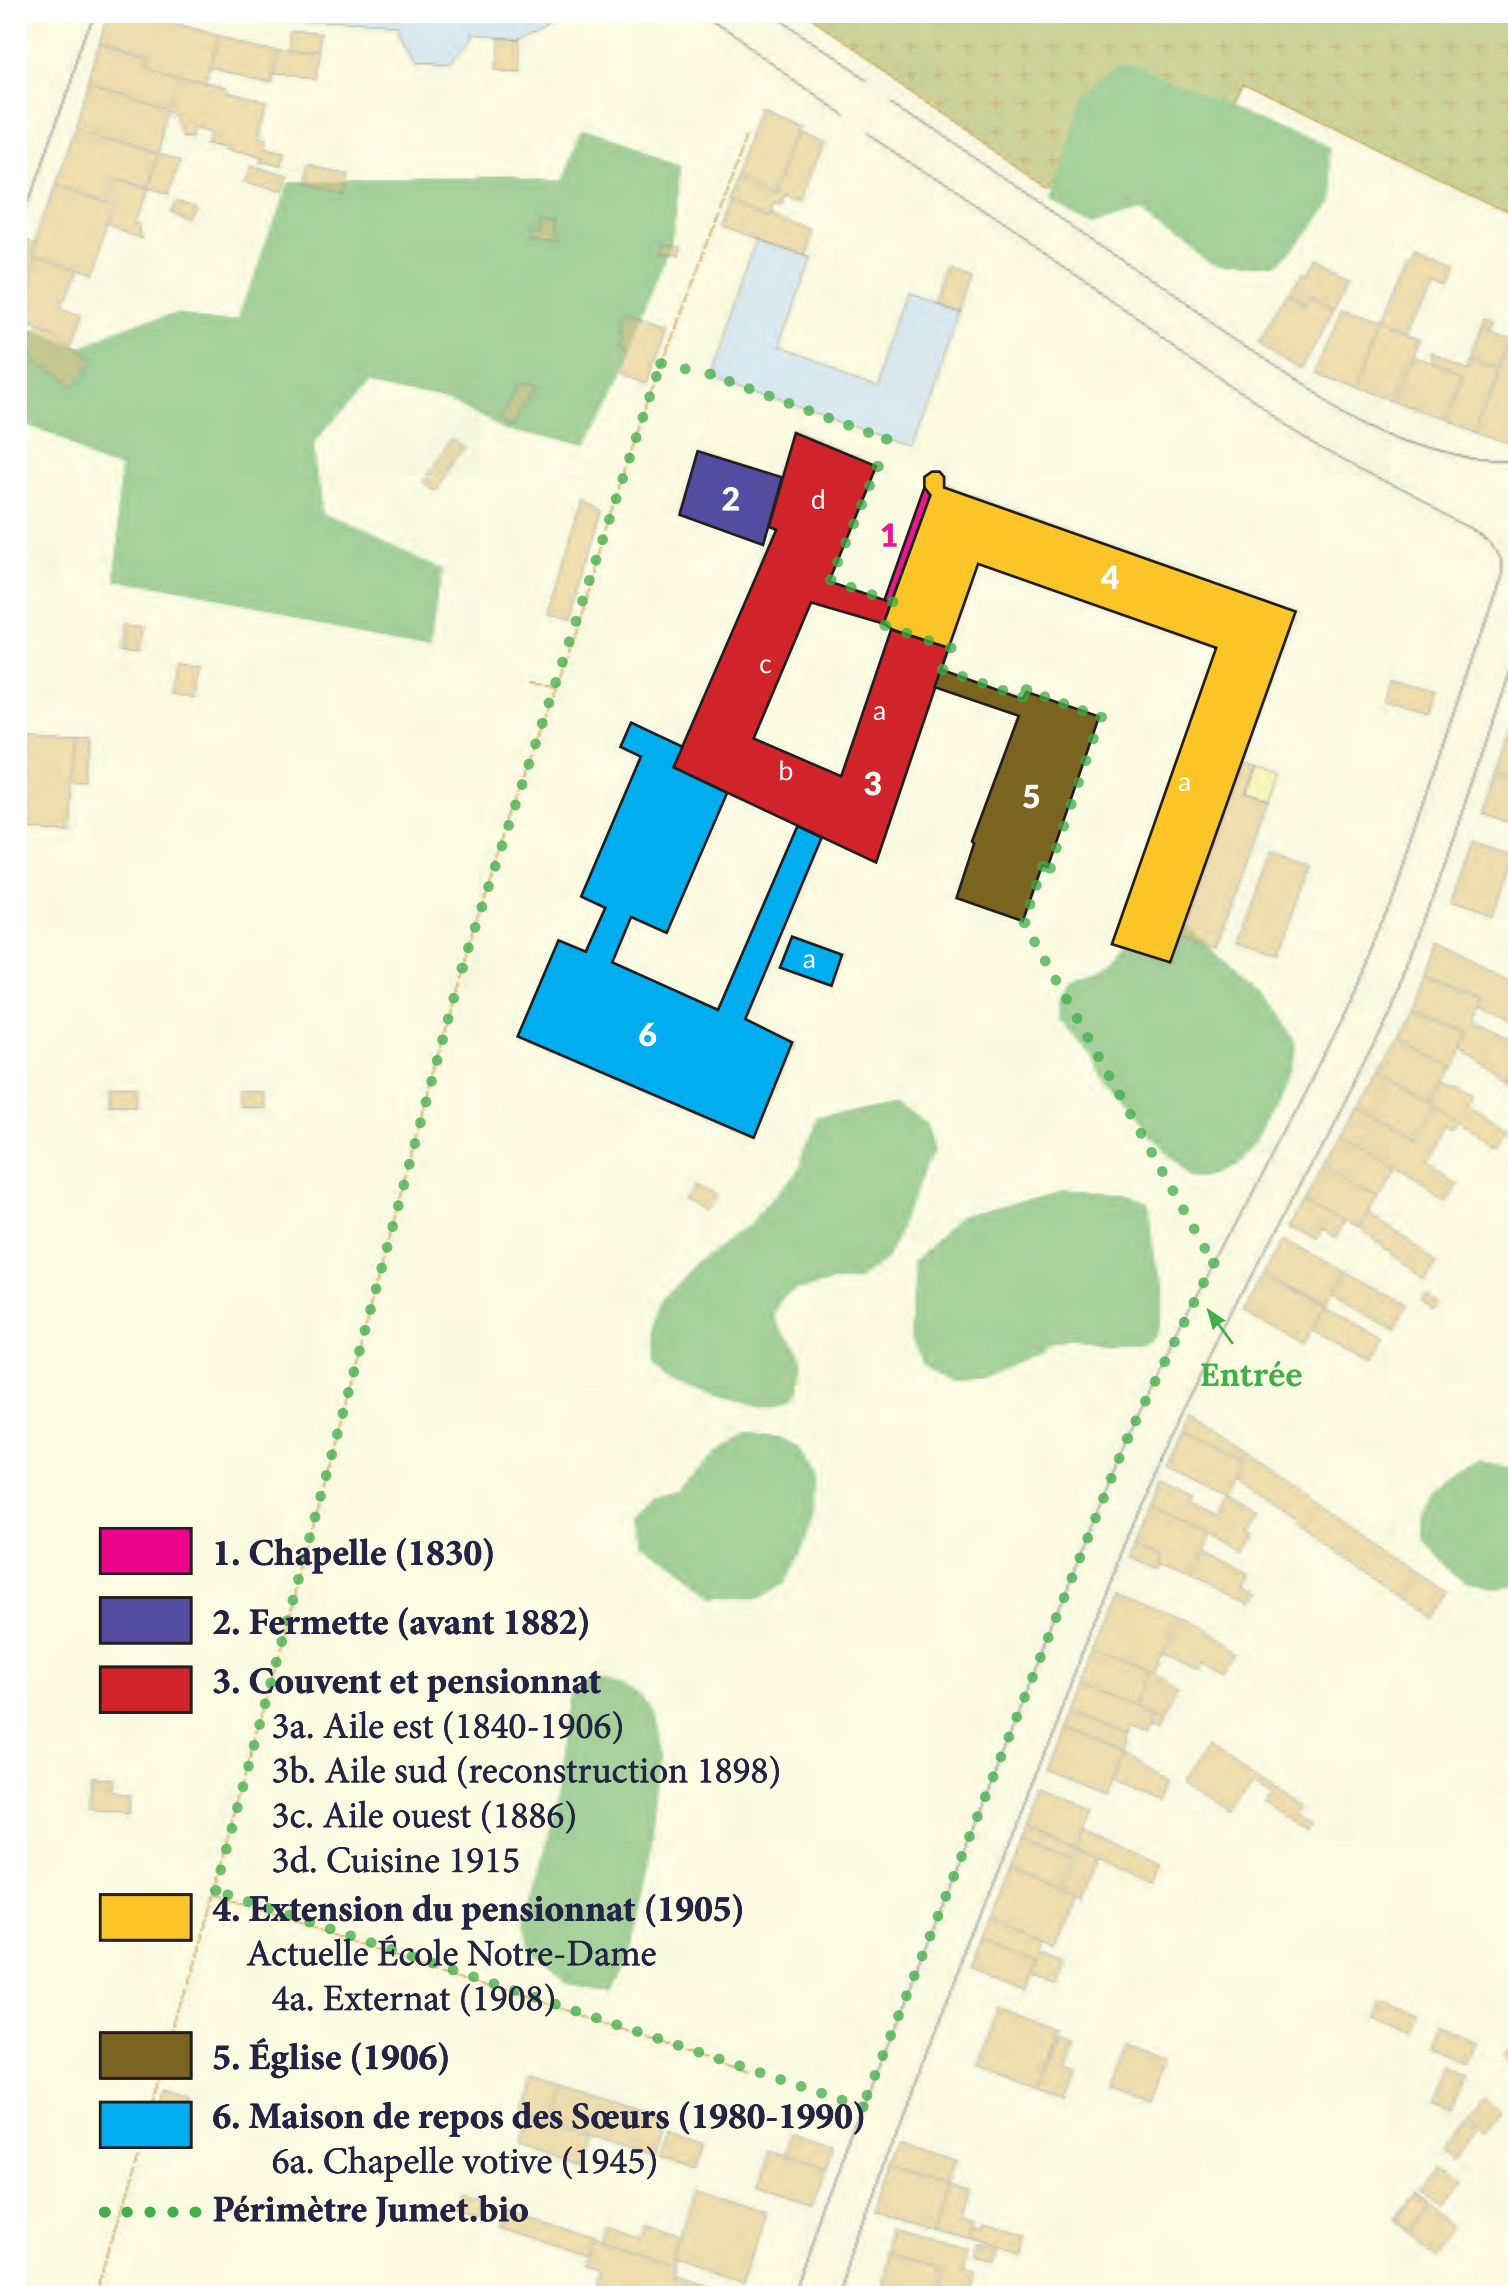 2
d
1
4
c
a
b
3
5
a
a
6
Entrée
1. Chapelle (1830)
2. Fermette (avant 1882)
3. Couvent et pensionnat
3a. Aile est (1840-1906)
3b. Aile sud (reconstruction 1898)
3c. Aile ouest (1886)
3d. Cuisine 1915
4. Extension du pensionnat (1905)
Actuelle École Notre-Dame
4a. Externat (1908)
5. Église (1906)
6. Maison de repos des Sœurs (1980-1990)
6a. Chapelle votive (1945)
Périmètre Jumet.bio